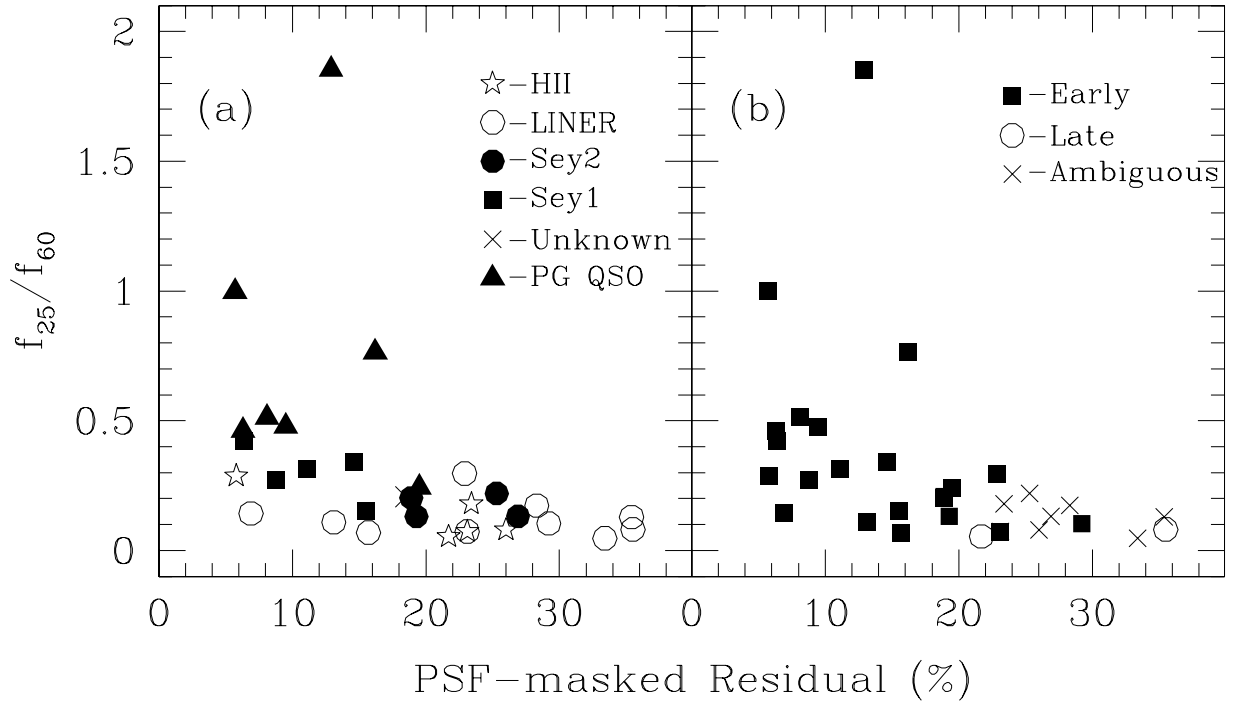 2
1.5
1
0.5
0
f25/f60
(a)
–HII
–LINER
–Sey2
–Sey1
–Unknown
–PG QSO
(b)
–Early
–Late
–Ambiguous
0 10 20 30 0 10 20 30
PSF–masked Residual (%)